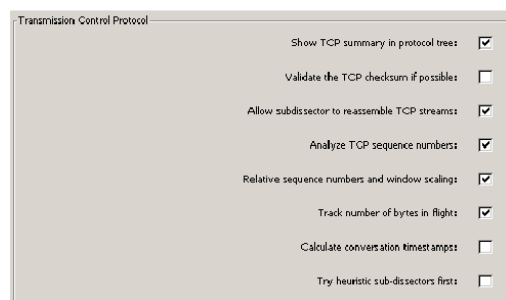 Transmission Control Protocol
Show TCP summary in protocol tree:
Validate the TCP checksum if possible:
Allow subdissector to reassemble TCP streams:
Analyze TCP sequence numbers:
Relative sequence numbers and window scaling:
Track number of bytes in flight:
Calculate conversation timestamps:
Try heuristic sub-dissectors first: